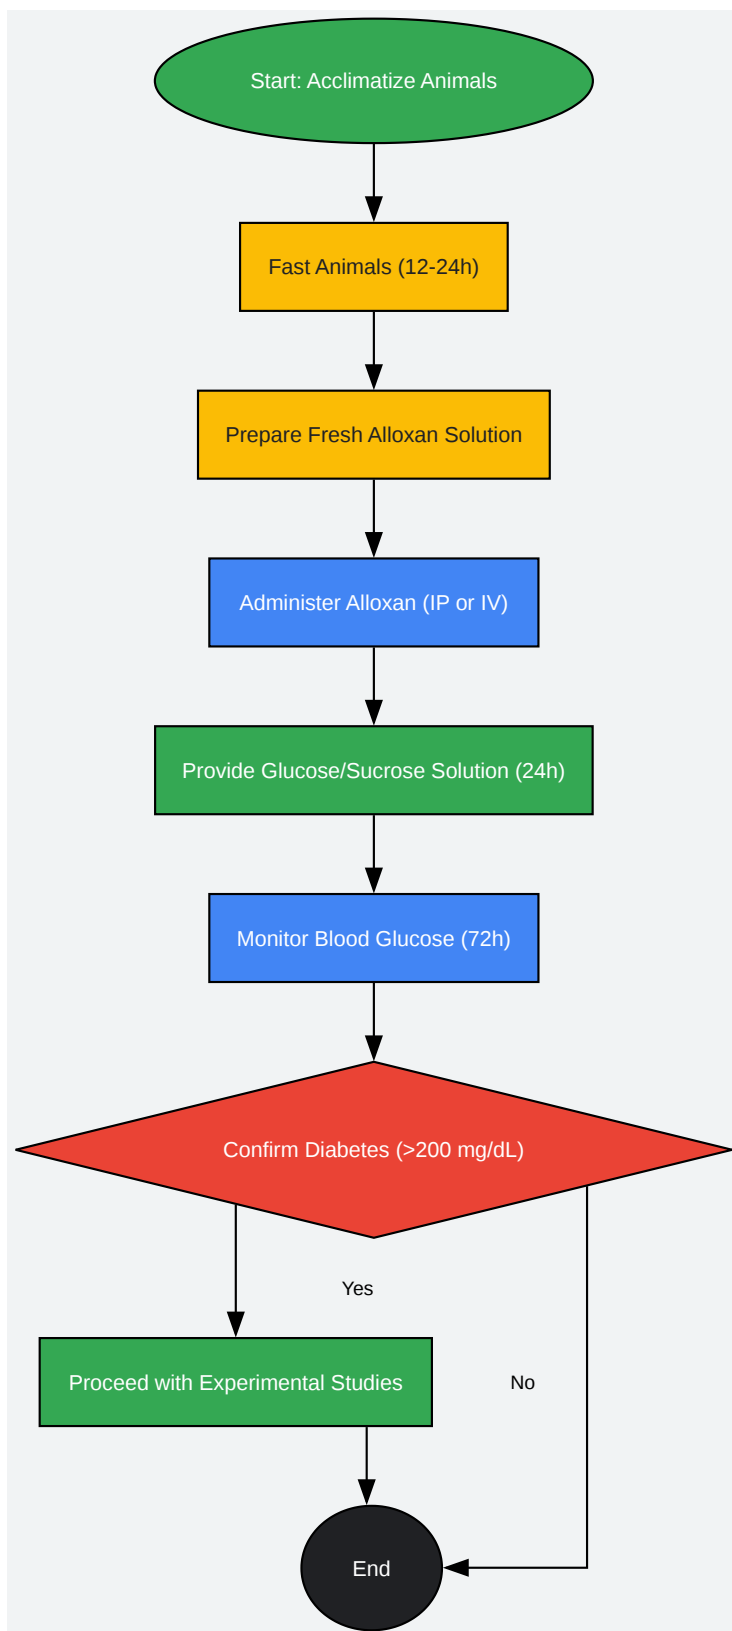 Start: Acclimatize Animals
Fast Animals (12-24h)
Prepare Fresh Alloxan Solution
Administer Alloxan (IP or IV)
Provide Glucose/Sucrose Solution (24h)
Monitor Blood Glucose (72h)
Confirm Diabetes (>200 mg/dL)
Yes
Proceed with Experimental Studies
No
End